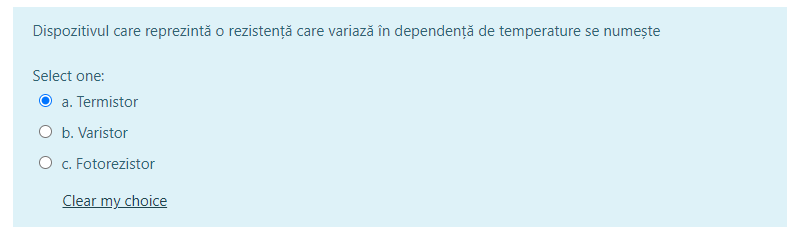 Dispozitivul care reprezintă o rezistență care variază în dependență de temperature se numește
Select one:
a. Termistor
b. Varistor
c. Fotorezistor
Clear my choice